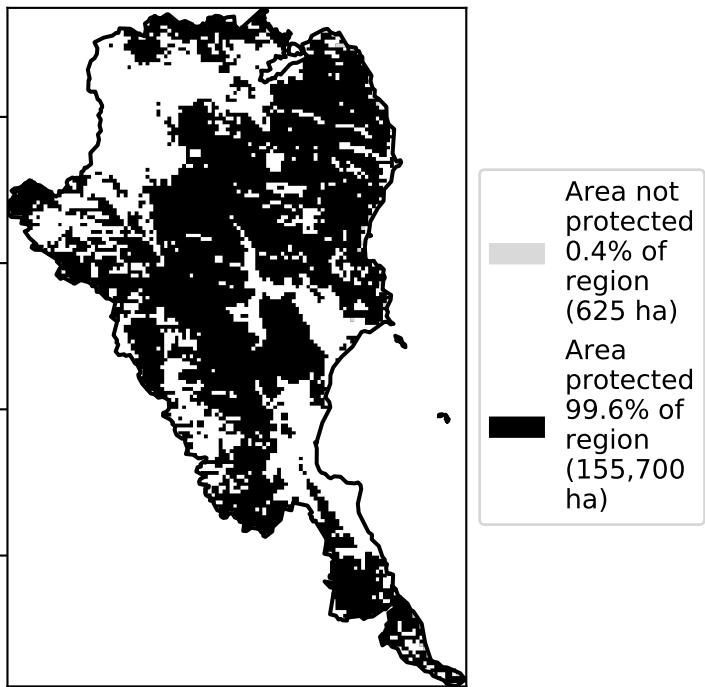 Area not
protected
0.4% of
region
(625 ha)
Area
protected
99.6% of
region
(155,700
ha)